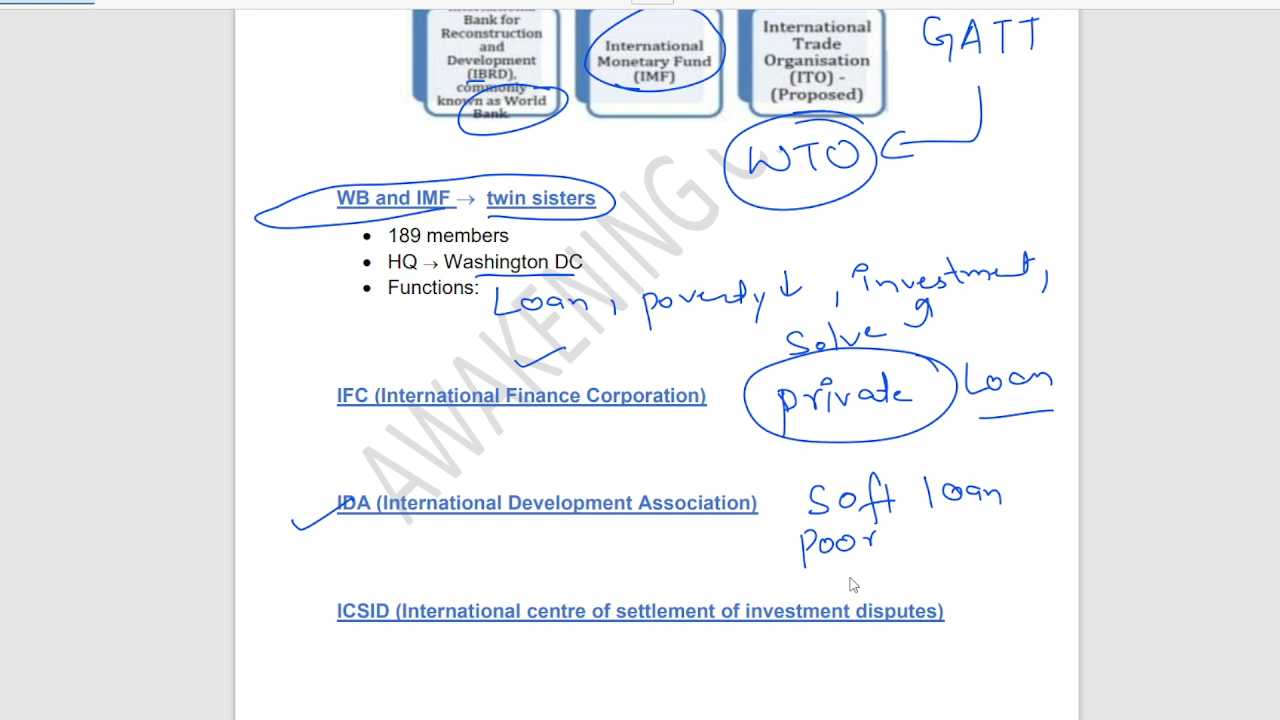 Bank for
Reconstruction
and
Development
(IBRD),
commonly
known as World
Bank
International
Monetary Fund
(IMF)
International
Trade
Organisation
(ITO) -
(Proposed)
GATT
WTO
WB and IMF → twin sisters
• 189 members
• HQ → Washington DC
• Functions: Loan, poverty ↓, investment,
solve
IFC (International Finance Corporation) private Loan
IDA (International Development Association) Soft loan
poor
ICSID (International centre of settlement of investment disputes)
AWAKENING